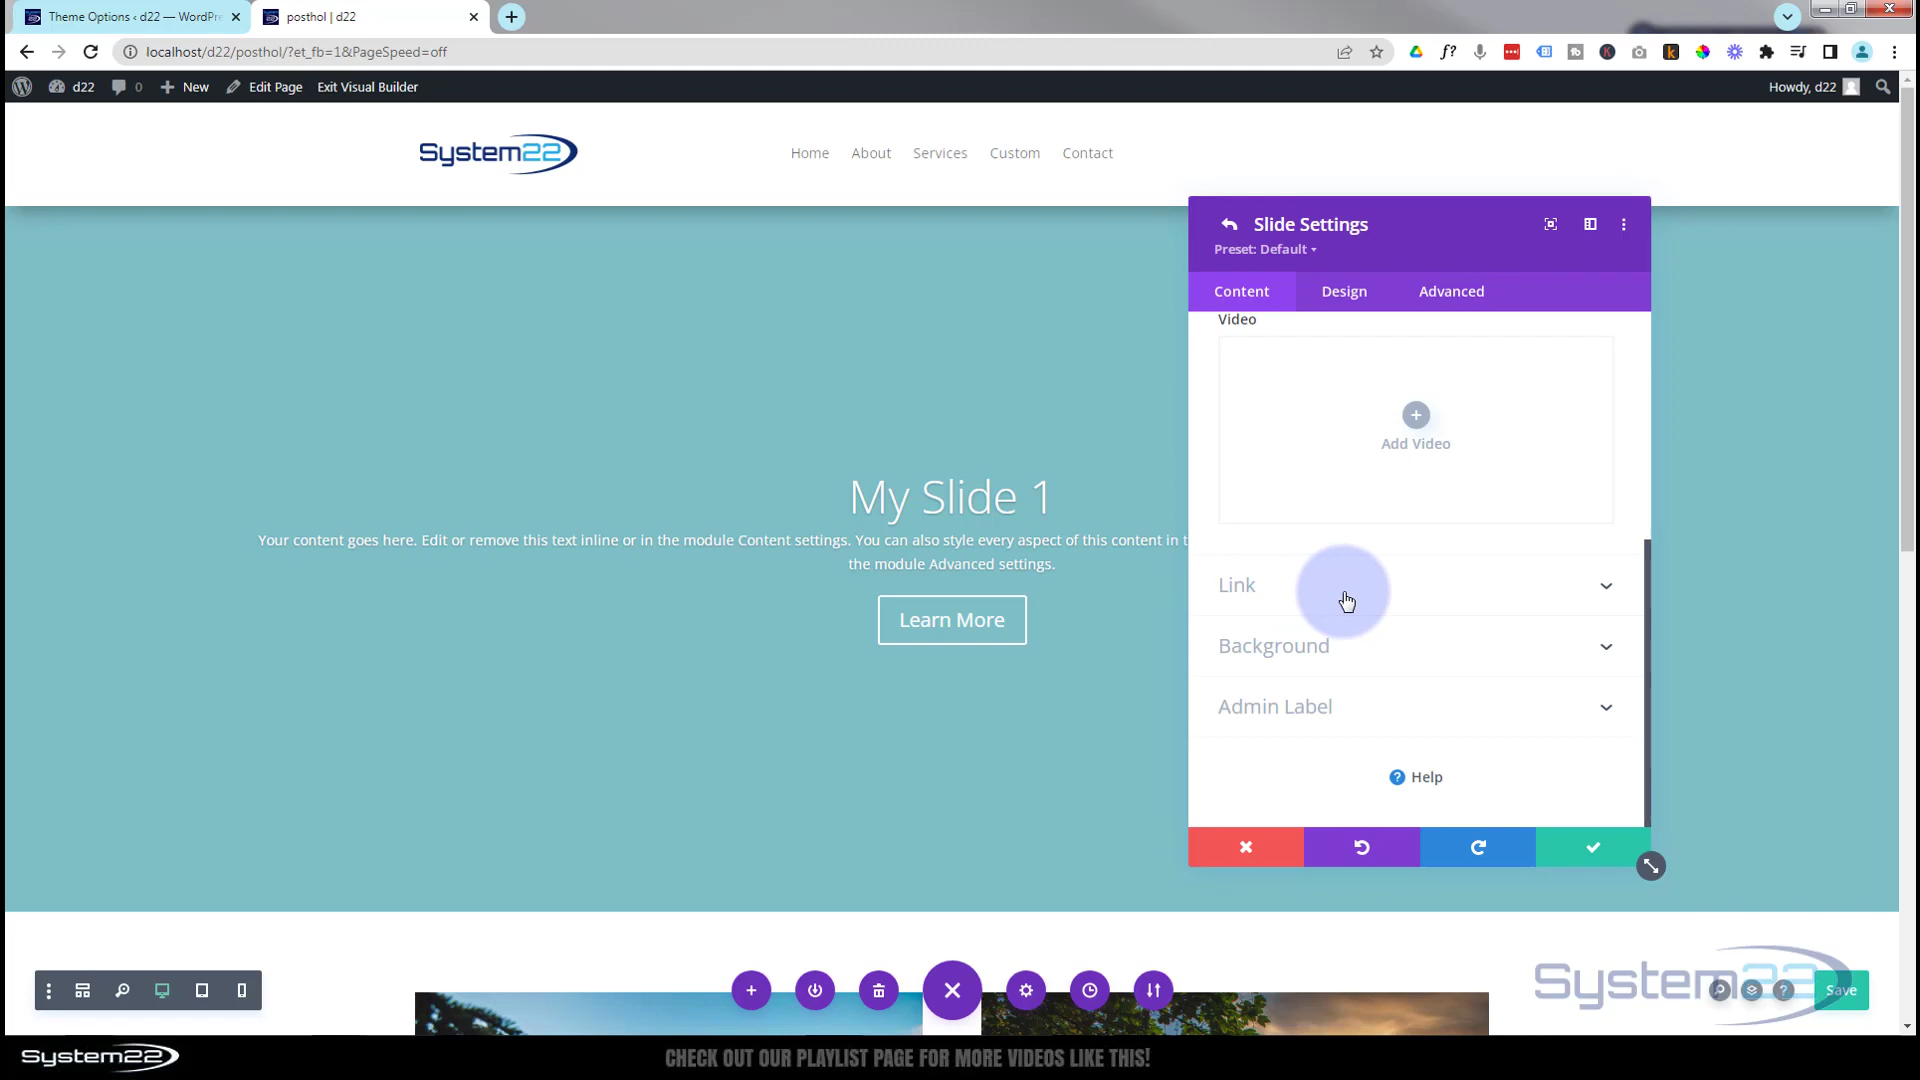 Theme Options ‹ d22 — WordPre
posthol | d22
localhost/d22/posthol/?et_fb=1&PageSpeed=off
d22
0
New
Edit Page
Exit Visual Builder
Howdy, d22
System22
Home
About
Services
Custom
Contact
Slide Settings
Preset: Default
Content
Design
Advanced
Video
Add Video
My Slide 1
Your content goes here. Edit or remove this text inline or in the module Content settings. You can also style every aspect of this content in t
the module Advanced settings.
Learn More
Link
Background
Admin Label
Help
System22
Save
System22
CHECK OUT OUR PLAYLIST PAGE FOR MORE VIDEOS LIKE THIS!